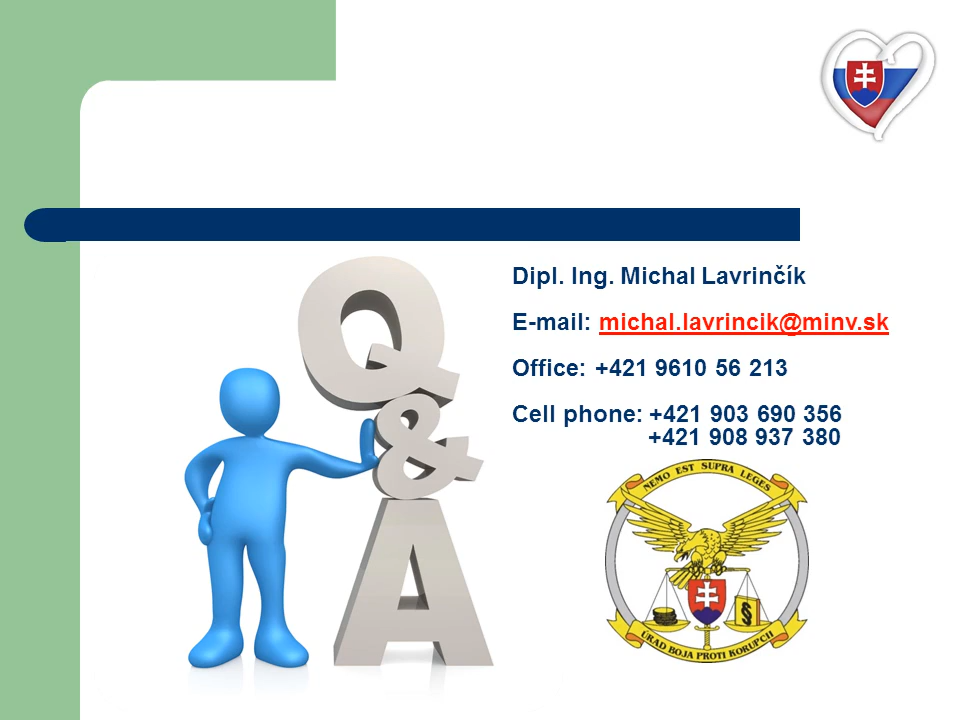 Dipl. Ing. Michal Lavrinčík
E-mail: michal.lavrincik@minv.sk
Office: +421 9610 56 213
Cell phone: +421 903 690 356
+421 908 937 380
Q
&
A
NEMO EST SUPRA LEGES
§
URAD BOJA PROTI KORUPCII